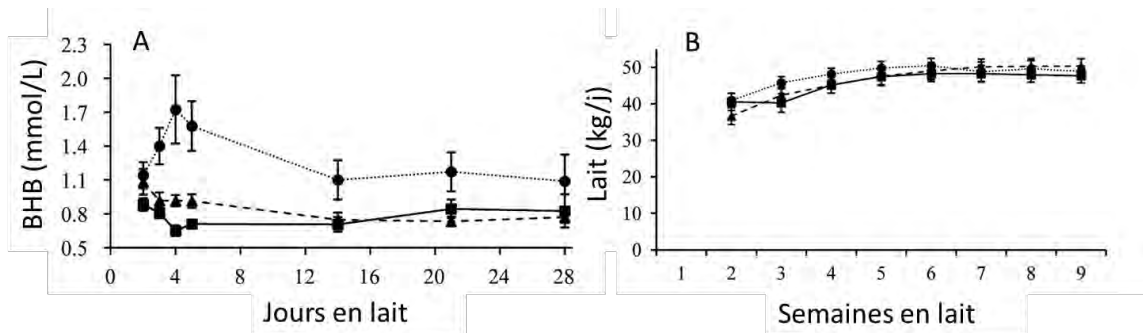 A
BHB (mmol/L)
2.3
2.0
1.7
1.4
1.1
0.8
0.5
0 4 8 12 16 20 24 28
Jours en lait
B
Lait (kg/j)
50
40
30
20
10
0
1 2 3 4 5 6 7 8 9
Semaines en lait